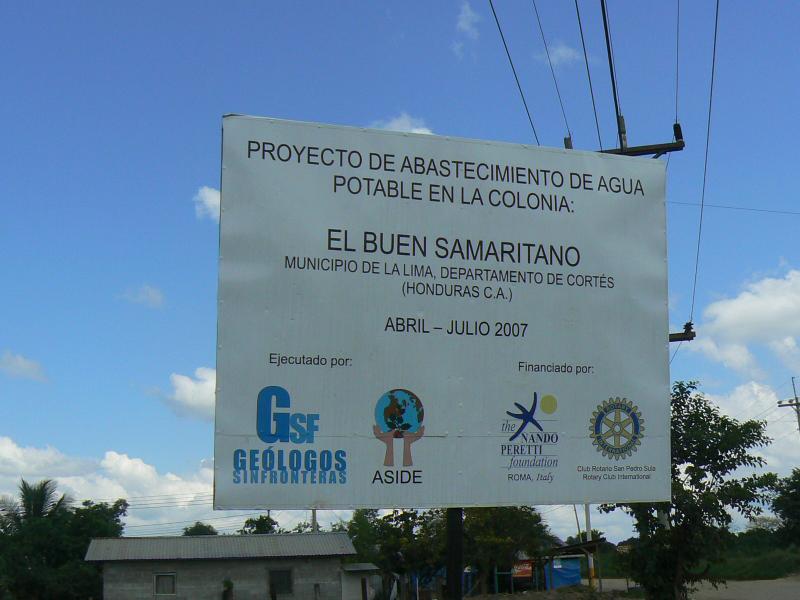 PROYECTO DE ABASTECIMIENTO DE AGUA
POTABLE EN LA COLONIA:
EL BUEN SAMARITANO
MUNICIPIO DE LA LIMA, DEPARTAMENTO DE CORTÉS
(HONDURAS C.A.)
ABRIL – JULIO 2007
Ejecutado por:
Financiado por:
GSF
GEÓLOGOS
SINFRONTERAS
ASIDE
the
NANDO
PERETTI
foundation
ROMA, Italy
ROTARY
INTERNATIONAL
Club Rotario San Pedro Sula
Rotary Club International